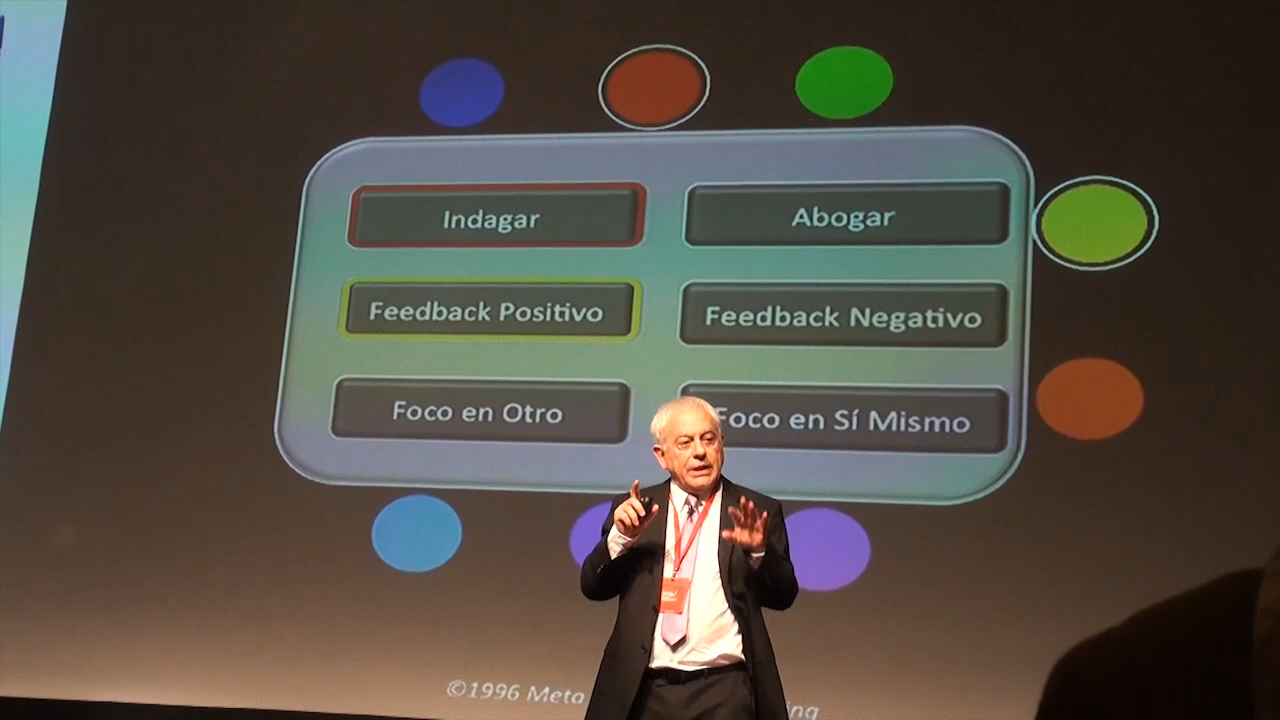 Indagar
Abogar
Feedback Positivo
Feedback Negativo
Foco en Otro
Foco en Sí Mismo
©1996 Meta